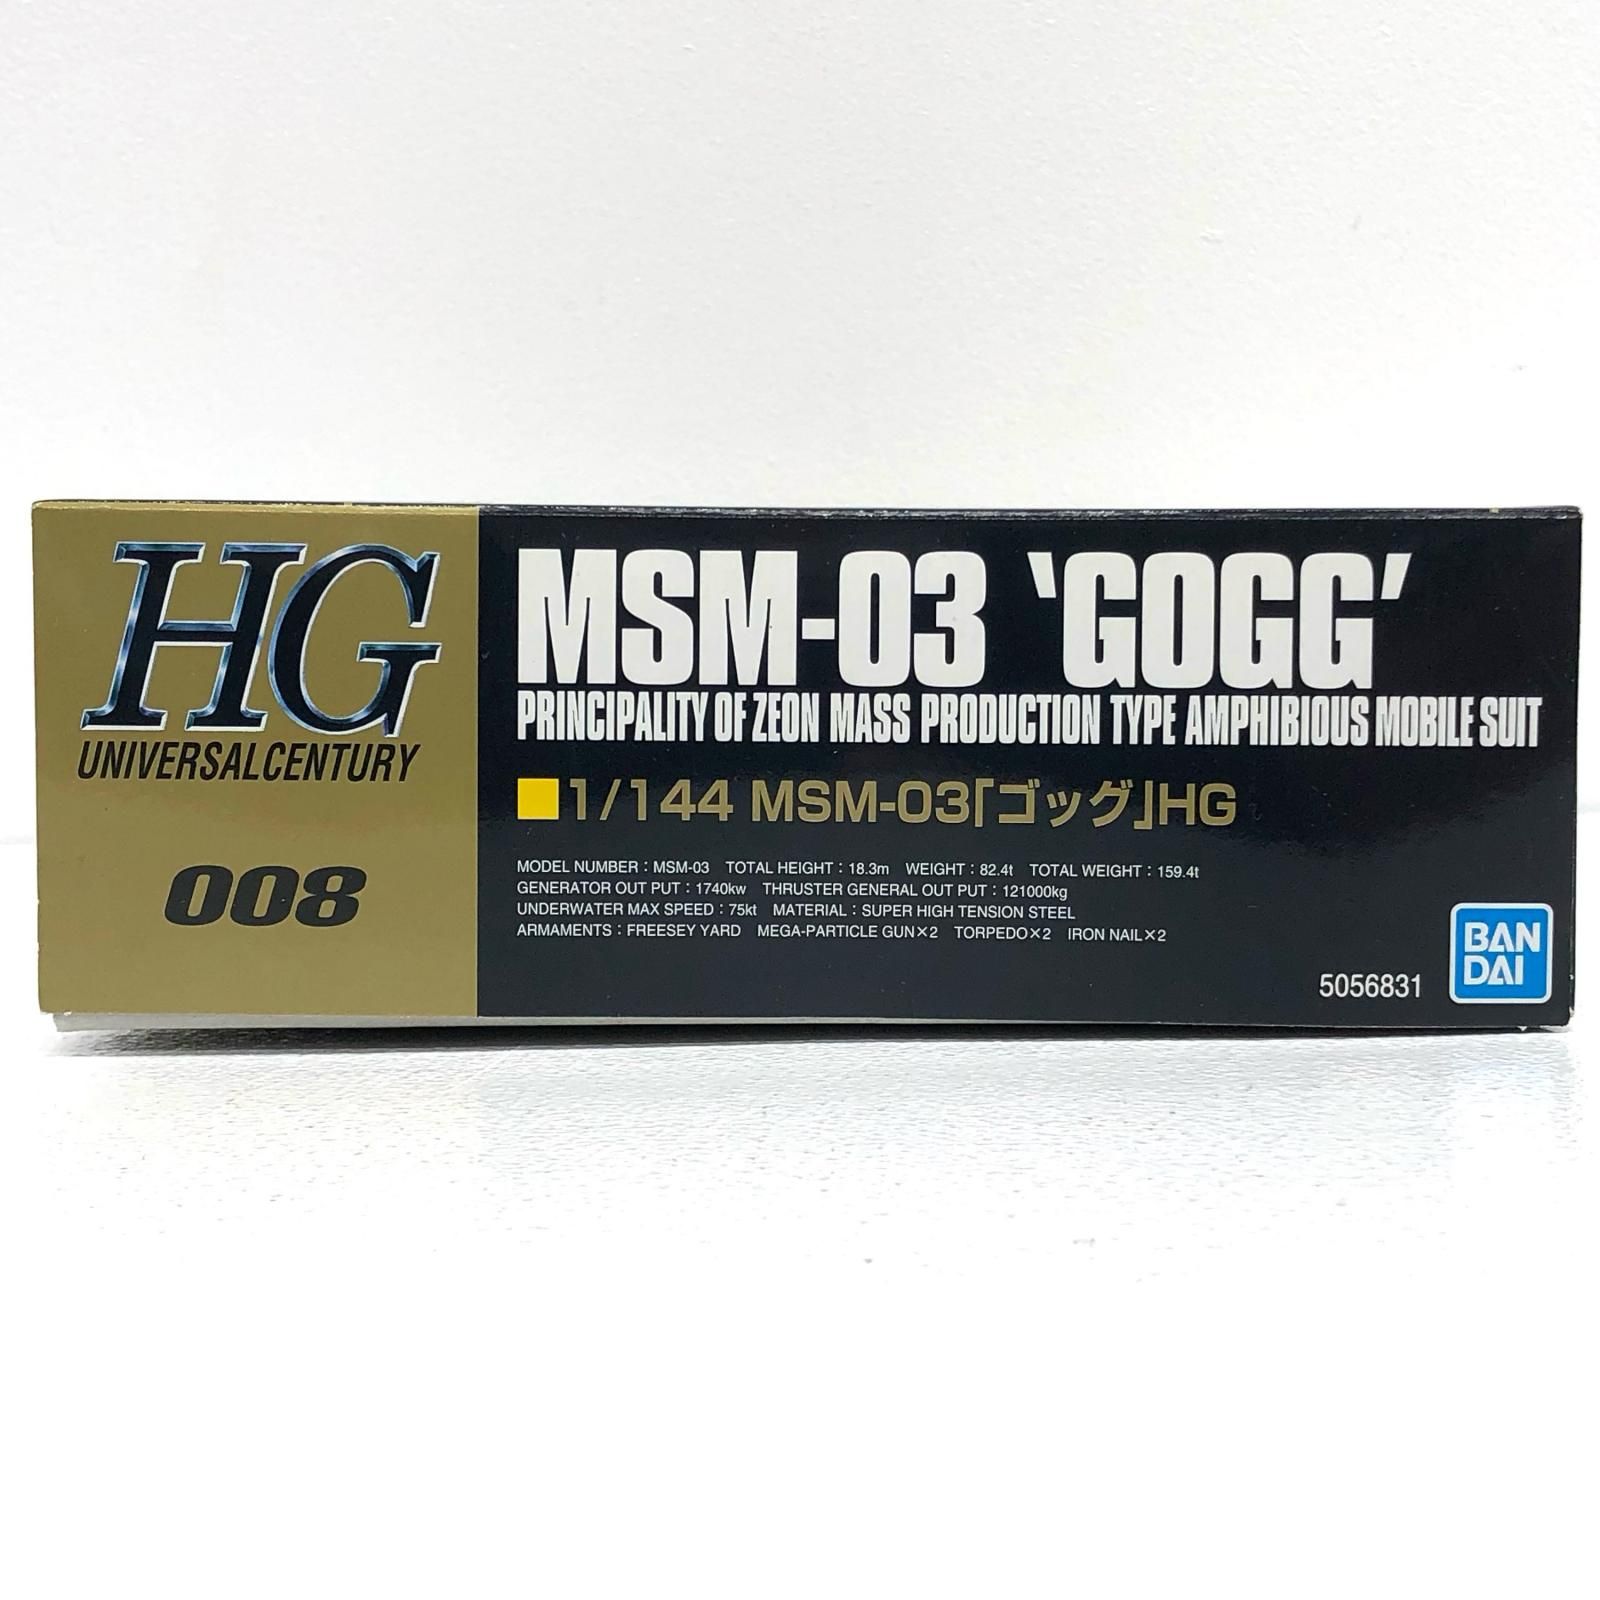 HG
UNIVERSALCENTURY
008
MSM-03 'GOGG'
PRINCIPALITY OF ZEON MASS PRODUCTION TYPE AMPHIBIOUS MOBILE SUIT
1/144 MSM-03「ゴッグ」HG
MODEL NUMBER：MSM-03 TOTAL HEIGHT：18.3m WEIGHT：82.4t TOTAL WEIGHT：159.4t
GENERATOR OUT PUT：1740kw THRUSTER GENERAL OUT PUT：121000kg
UNDERWATER MAX SPEED：75kt MATERIAL：SUPER HIGH TENSION STEEL
ARMAMENTS：FREESEY YARD MEGA-PARTICLE GUN×2 TORPEDO×2 IRON NAIL×2
5056831
BAN
DAI